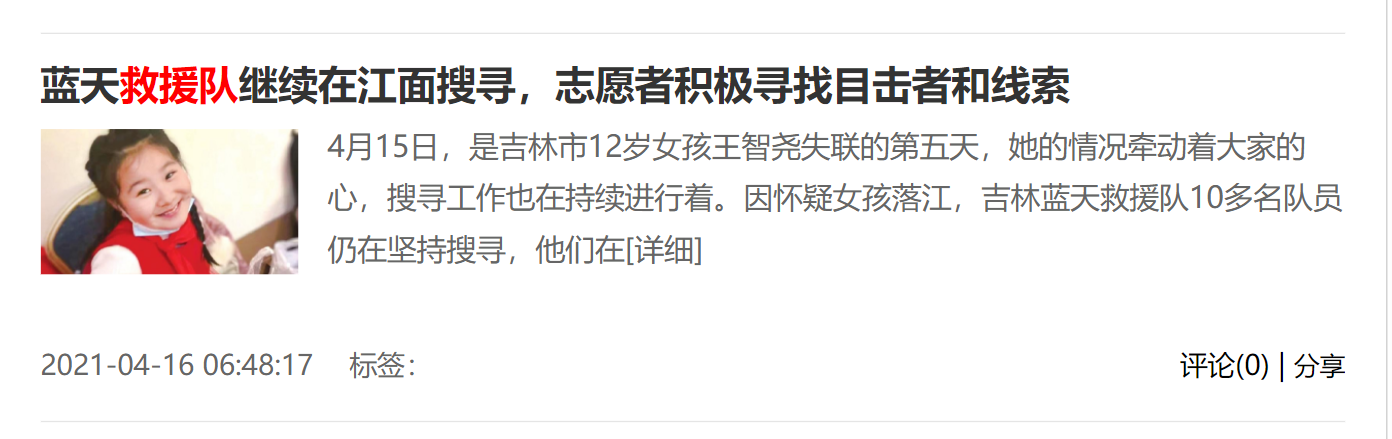 蓝天救援队继续在江面搜寻，志愿者积极寻找目击者和线索
4月15日，是吉林市12岁女孩王智尧失联的第五天，她的情况牵动着大家的
心，搜寻工作也在持续进行着。因怀疑女孩落江，吉林蓝天救援队10多名队员
仍在坚持搜寻，他们在[详细]
2021-04-16 06:48:17 标签：
评论(0) | 分享